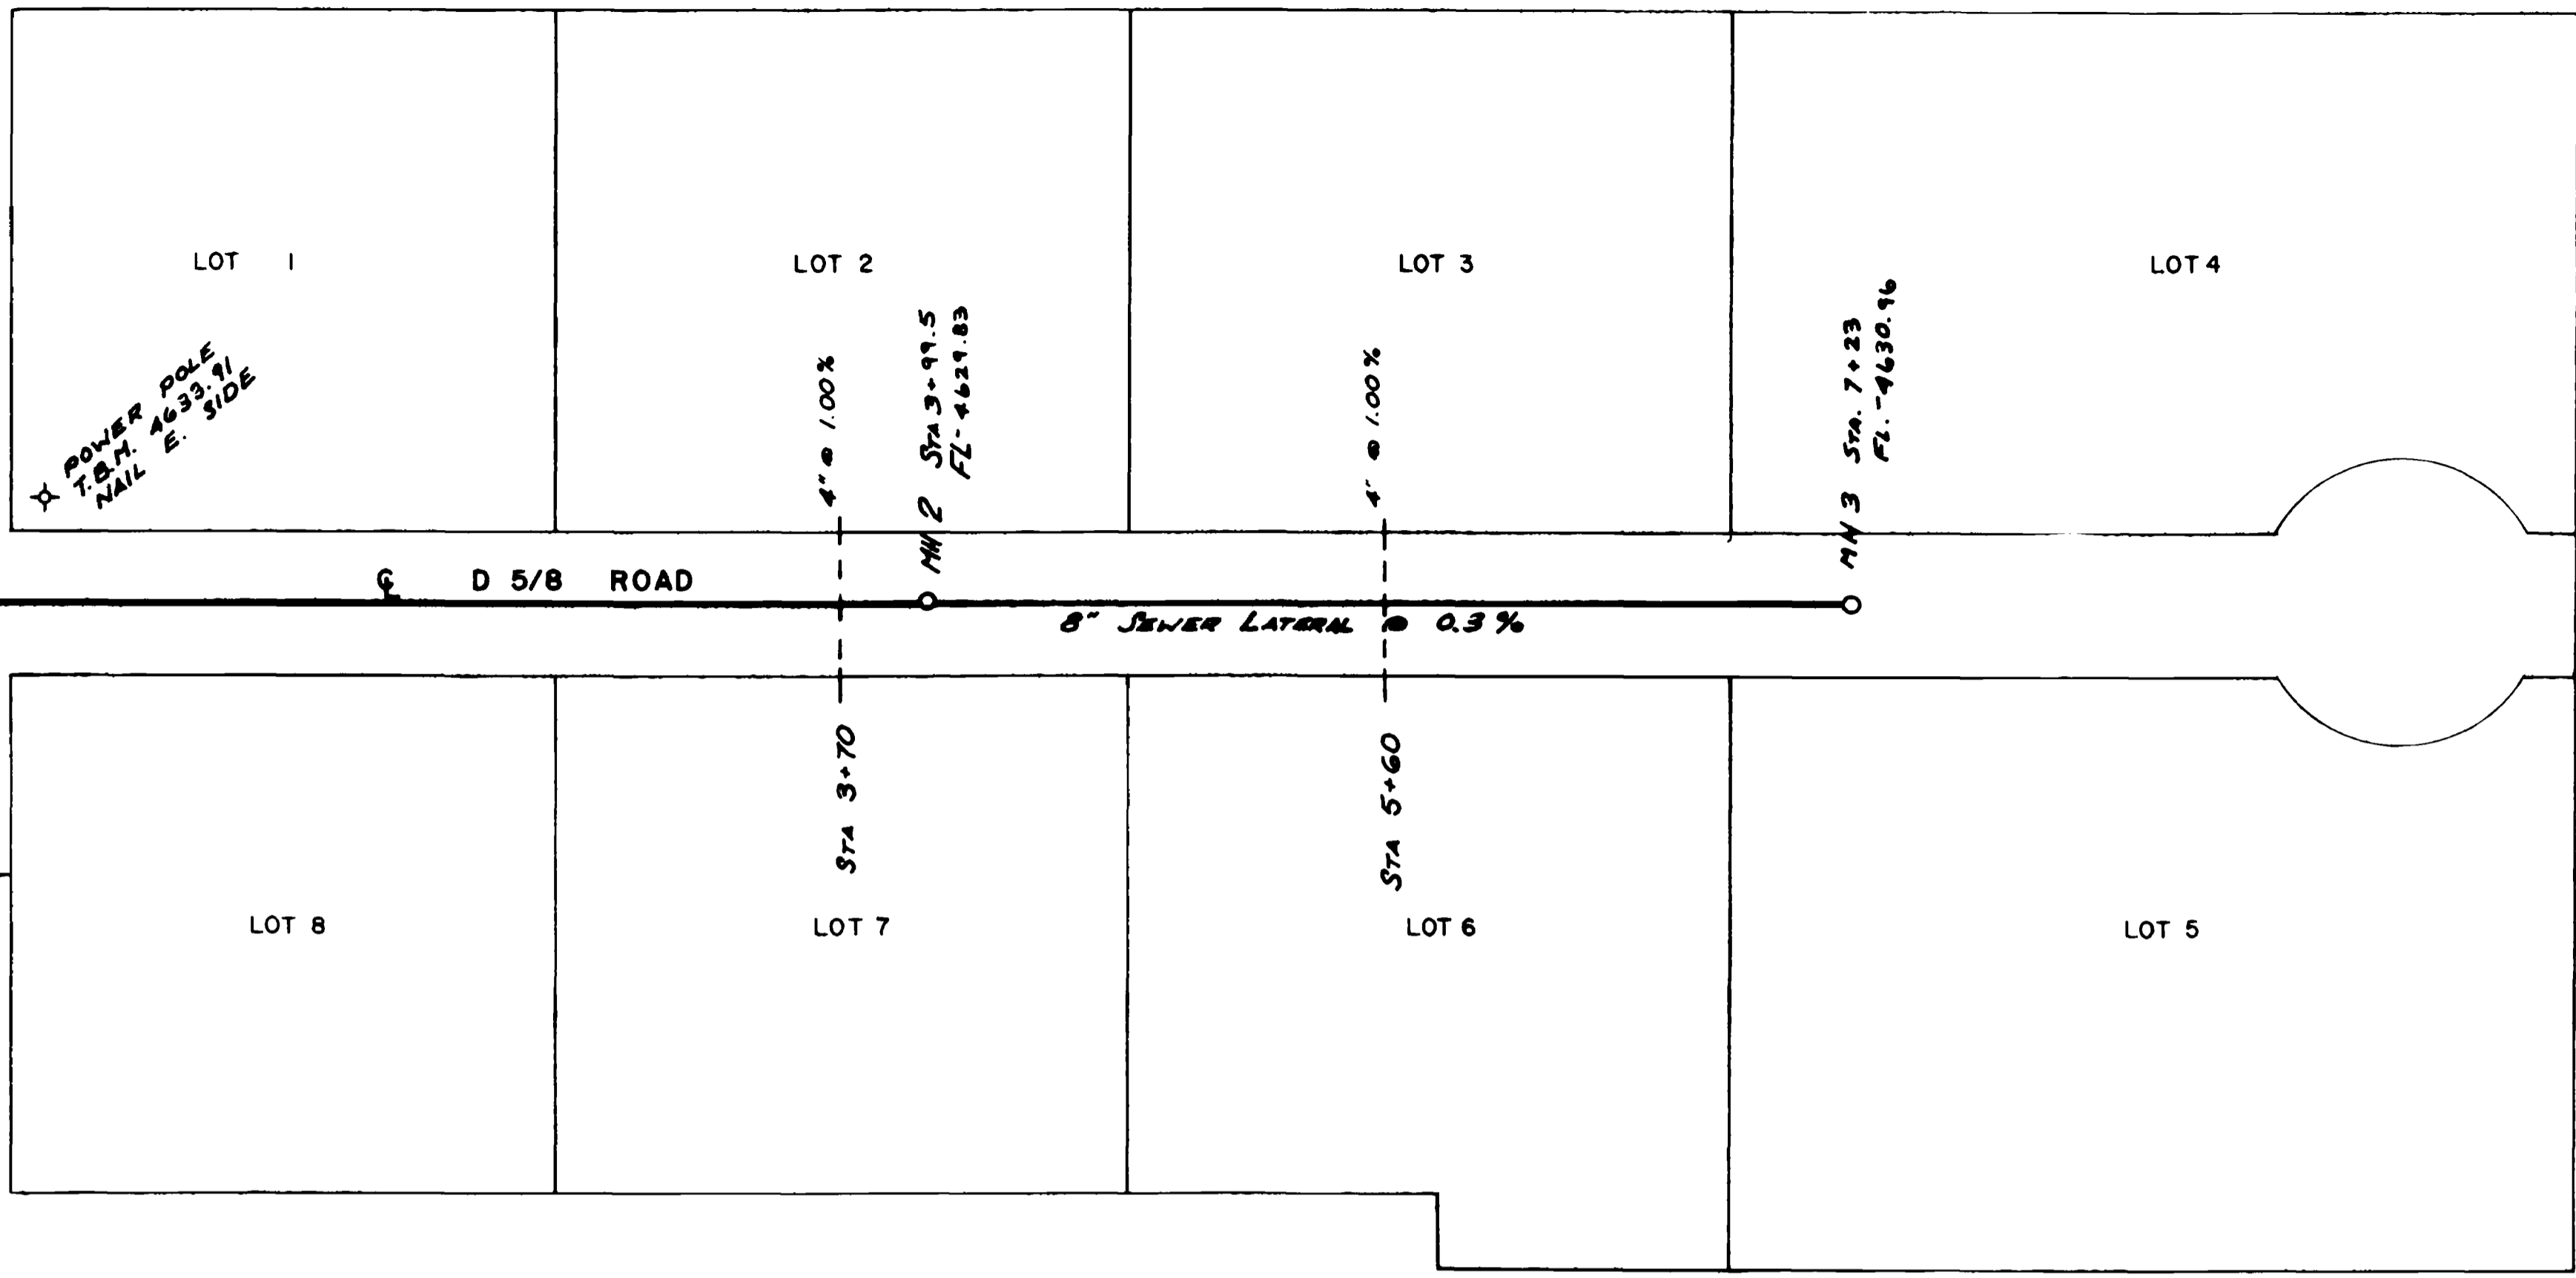 LOT 1
LOT 2
LOT 3
LOT 4
POWER POLE
T.B.M. 4633.91
NAIL E. SIDE
4" @ 1.00%
MH 2 STA 3+99.5
FL-4629.83
4" @ 1.00%
MH 3 STA. 7+23
FL.-4630.96
℄ D 5/8 ROAD
8" SEWER LATERAL @ 0.3%
STA 3+70
STA 5+60
LOT 8
LOT 7
LOT 6
LOT 5